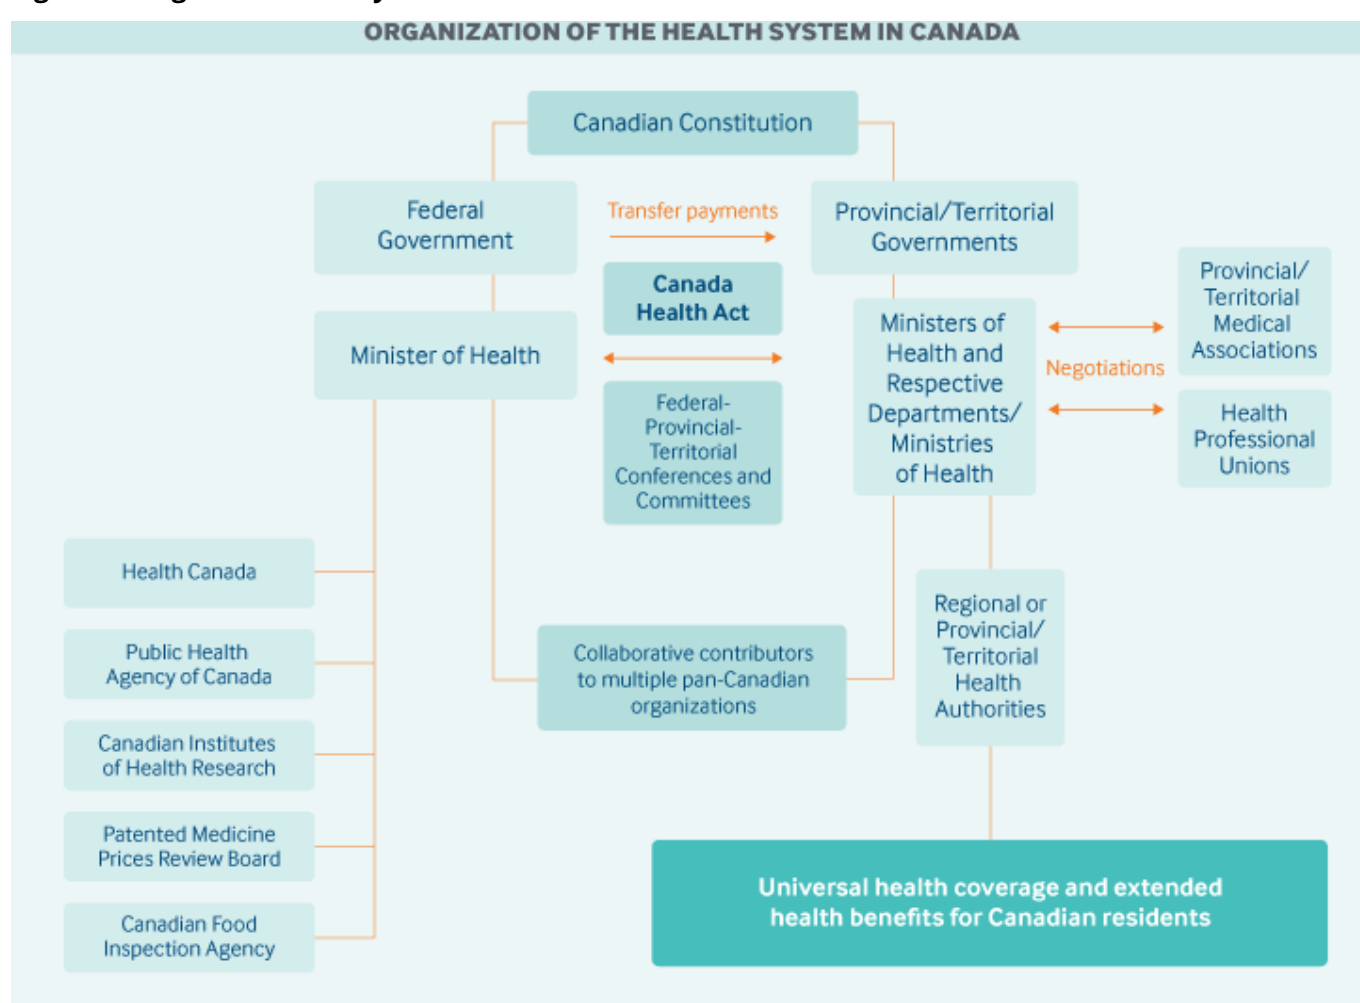 ORGANIZATION OF THE HEALTH SYSTEM IN CANADA
Canadian Constitution
Federal
Government
Transfer payments
Provincial/Territorial
Governments
Canada
Health Act
Minister of Health
Ministers of
Health and
Respective
Departments/
Ministries
of Health
Provincial/
Territorial
Medical
Associations
Negotiations
Health
Professional
Unions
Federal-
Provincial-
Territorial
Conferences and
Committees
Health Canada
Public Health
Agency of Canada
Canadian Institutes
of Health Research
Patented Medicine
Prices Review Board
Canadian Food
Inspection Agency
Collaborative contributors
to multiple pan-Canadian
organizations
Regional or
Provincial/
Territorial
Health
Authorities
Universal health coverage and extended
health benefits for Canadian residents